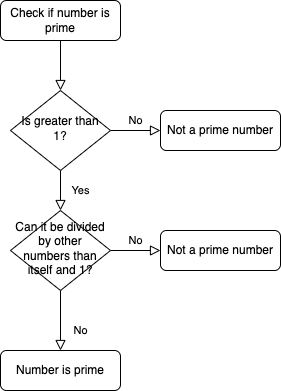 Check if number is
prime
Is greater than
1?
No
Not a prime number
Yes
Can it be divided
by other
numbers than
itself and 1?
No
Not a prime number
No
Number is prime